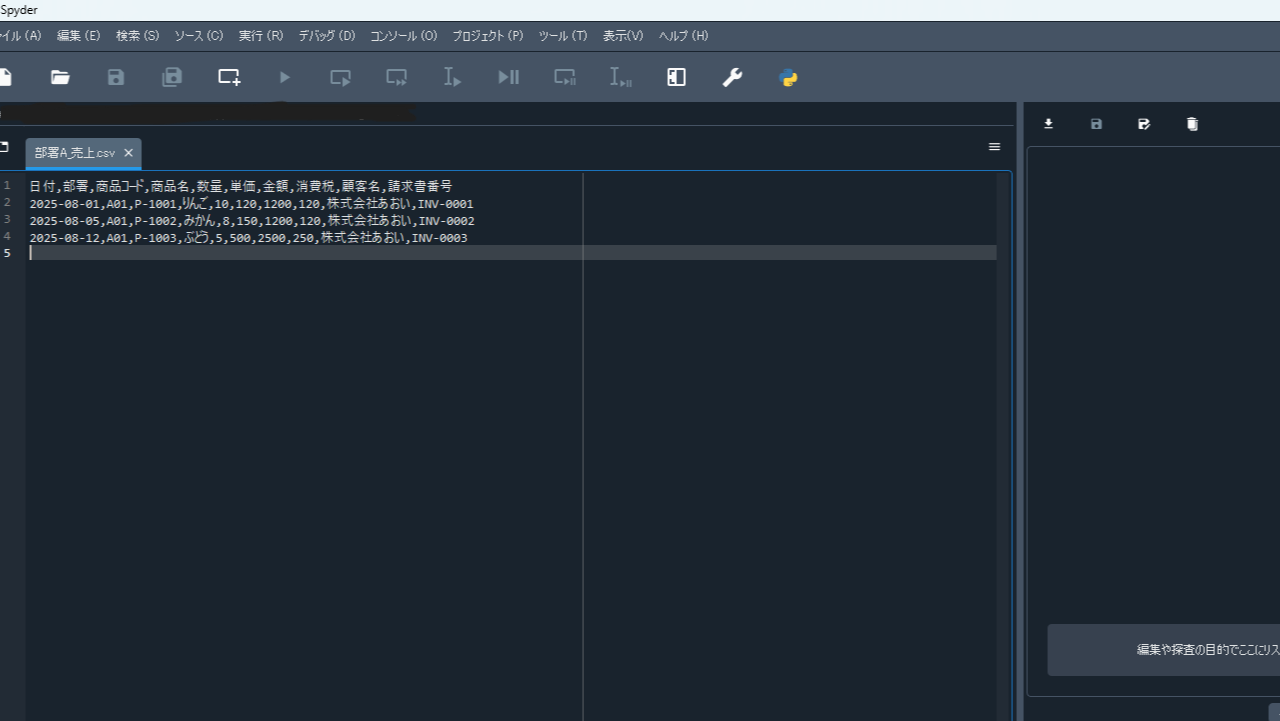 Spyder
イル (A) 編集 (E) 検索 (S) ソース (C) 実行 (R) デバッグ (D) コンソール (O) プロジェクト (P) ツール (T) 表示(V) ヘルプ (H)
部署A_売上.csv
1 日付,部署,商品コード,商品名,数量,単価,金額,消費税,顧客名,請求書番号
2 2025-08-01,A01,P-1001,りんご,10,120,1200,120,株式会社あおい,INV-0001
3 2025-08-05,A01,P-1002,みかん,8,150,1200,120,株式会社あおい,INV-0002
4 2025-08-12,A01,P-1003,ぶどう,5,500,2500,250,株式会社あおい,INV-0003
5
編集や探査の目的でここにリス